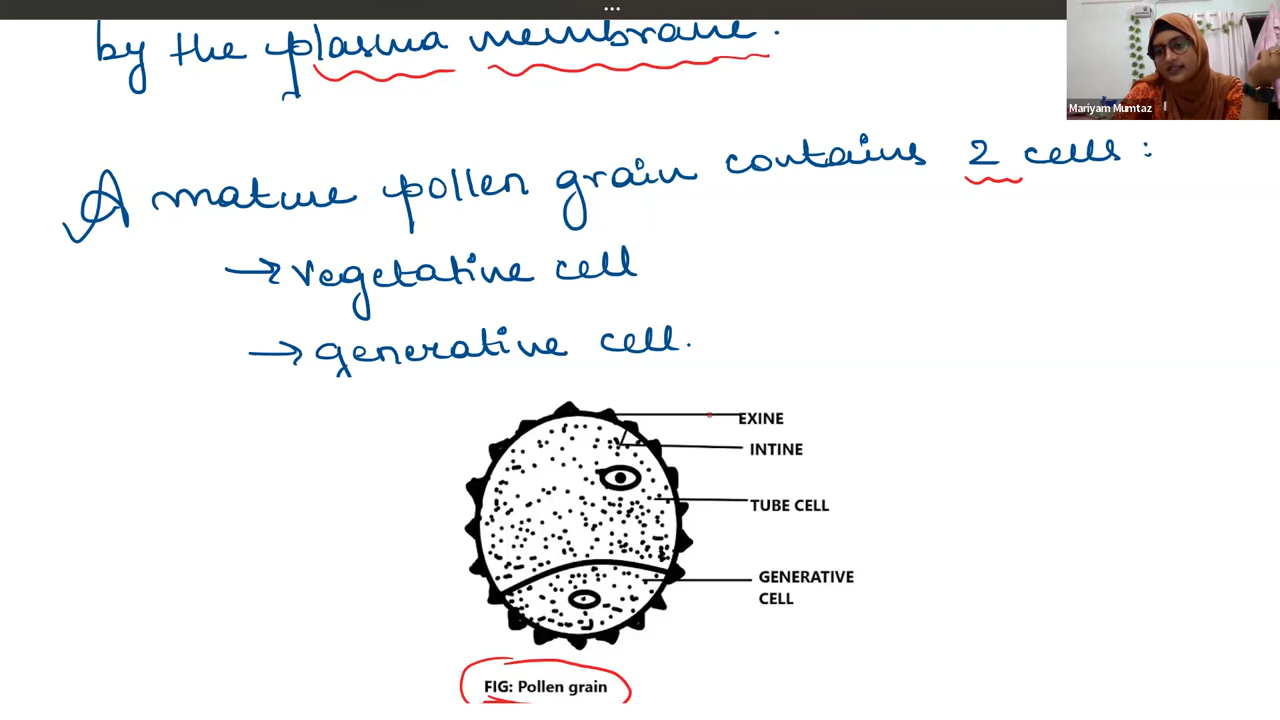 by the plasma membrane.
Mariyam Mumtaz
A mature pollen grain contains 2 cells:
→ vegetative cell
→ generative cell.
EXINE
INTINE
TUBE CELL
GENERATIVE
CELL
FIG: Pollen grain